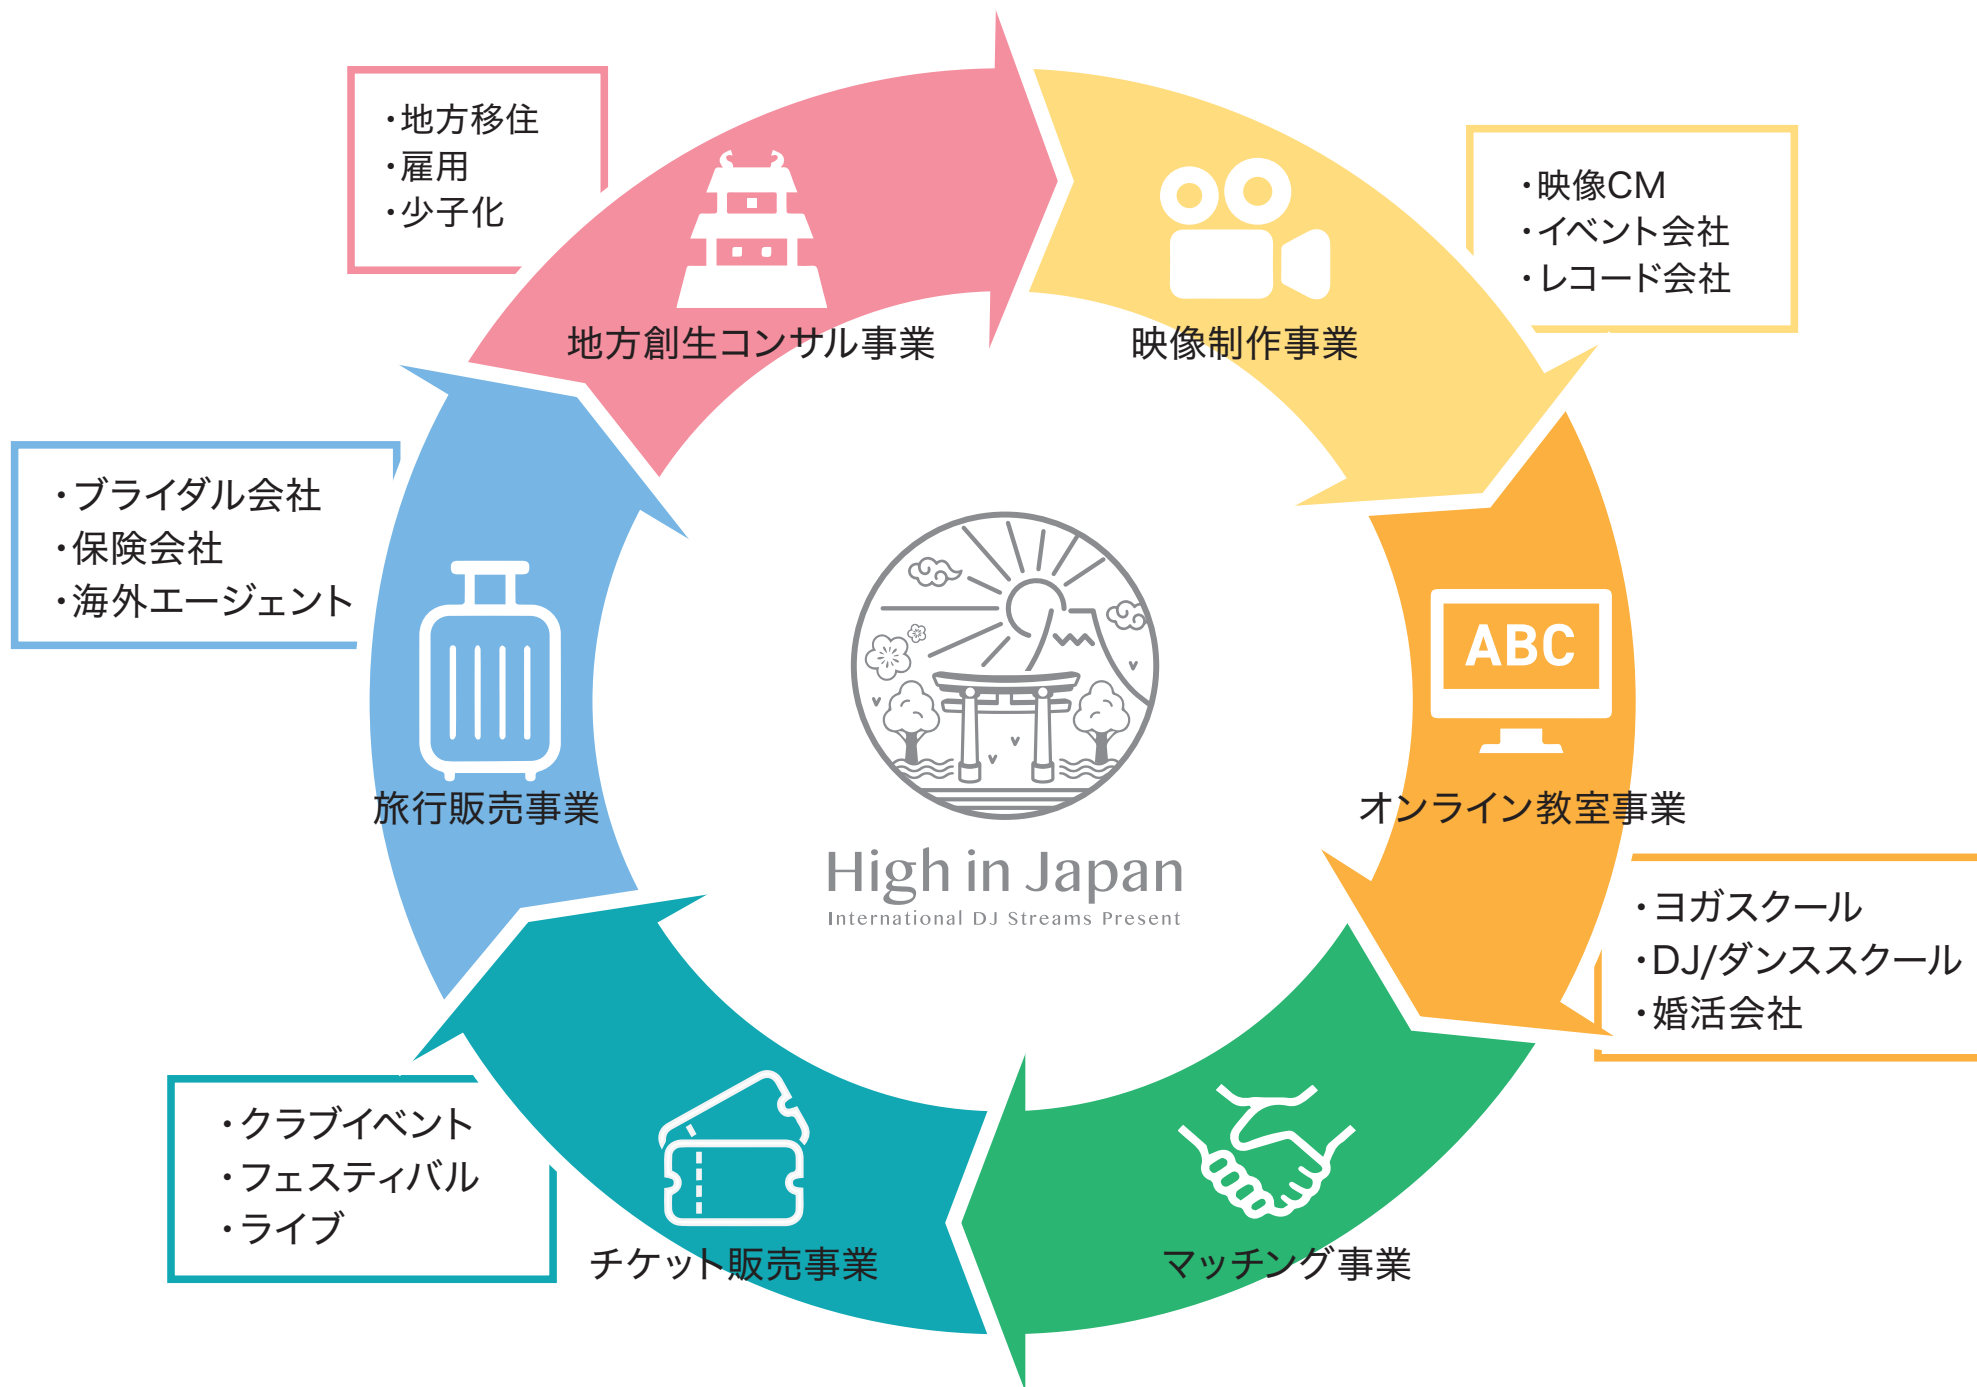 ・地方移住
・雇用
・少子化
地方創生コンサル事業
映像制作事業
・映像CM
・イベント会社
・レコード会社
・ブライダル会社
・保険会社
・海外エージェント
旅行販売事業
ABC
オンライン教室事業
High in Japan
International DJ Streams Present
・ヨガスクール
・DJ/ダンススクール
・婚活会社
・クラブイベント
・フェスティバル
・ライブ
チケット販売事業
マッチング事業